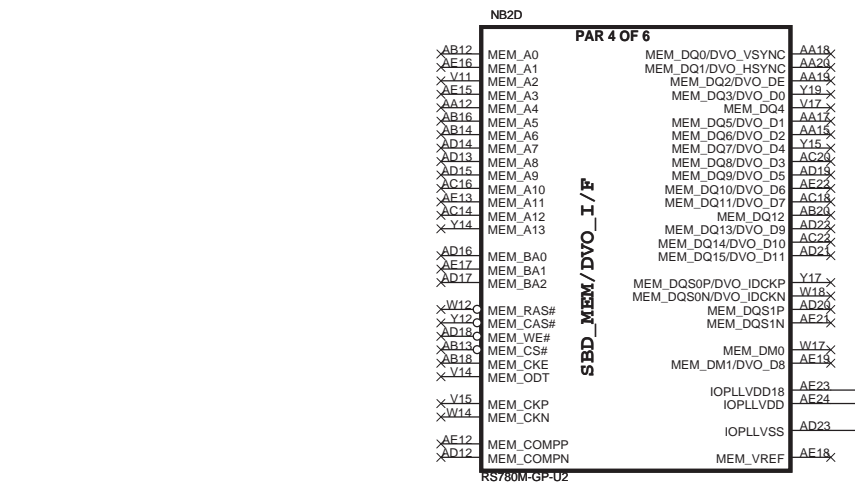 NB2D
PAR 4 OF 6
AB12 MEM_A0
AE16 MEM_A1
V11 MEM_A2
AE15 MEM_A3
AA12 MEM_A4
AB16 MEM_A5
AB14 MEM_A6
AD14 MEM_A7
AD13 MEM_A8
AD15 MEM_A9
AC16 MEM_A10
AE13 MEM_A11
AC14 MEM_A12
Y14 MEM_A13
AD16 MEM_BA0
AE17 MEM_BA1
AD17 MEM_BA2
W12 MEM_RAS#
Y12 MEM_CAS#
AD18 MEM_WE#
AB13 MEM_CS#
AB18 MEM_CKE
V14 MEM_ODT
V15 MEM_CKP
W14 MEM_CKN
AE12 MEM_COMPP
AD12 MEM_COMPN
SBD_MEM/DVO_I/F
MEM_DQ0/DVO_VSYNC AA18
MEM_DQ1/DVO_HSYNC AA20
MEM_DQ2/DVO_DE AA19
MEM_DQ3/DVO_D0 Y19
MEM_DQ4 V17
MEM_DQ5/DVO_D1 AA17
MEM_DQ6/DVO_D2 AA15
MEM_DQ7/DVO_D4 Y15
MEM_DQ8/DVO_D3 AC20
MEM_DQ9/DVO_D5 AD19
MEM_DQ10/DVO_D6 AE22
MEM_DQ11/DVO_D7 AC18
MEM_DQ12 AB20
MEM_DQ13/DVO_D9 AD22
MEM_DQ14/DVO_D10 AC22
MEM_DQ15/DVO_D11 AD21
MEM_DQS0P/DVO_IDCKP Y17
MEM_DQS0N/DVO_IDCKN W18
MEM_DQS1P AD20
MEM_DQS1N AE21
MEM_DM0 W17
MEM_DM1/DVO_D8 AE19
IOPLLVDD18 AE23
IOPLLVDD AE24
IOPLLVSS AD23
MEM_VREF AE18
RS780M-GP-U2